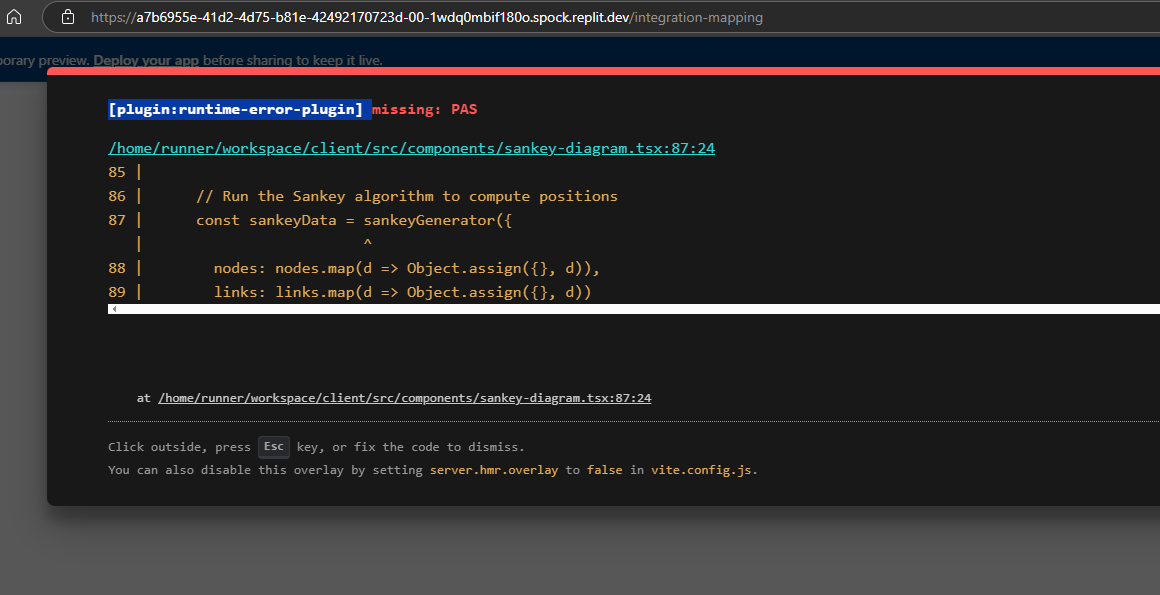 https://a7b6955e-41d2-4d75-b81e-42492170723d-00-1wdq0mbif180o.spock.replit.dev/integration-mapping
porary preview. Deploy your app before sharing to keep it live.
[plugin:runtime-error-plugin] missing: PAS
/home/runner/workspace/client/src/components/sankey-diagram.tsx:87:24
85 |
86 |      // Run the Sankey algorithm to compute positions
87 |      const sankeyData = sankeyGenerator({
   |                         ^
88 |        nodes: nodes.map(d => Object.assign({}, d)),
89 |        links: links.map(d => Object.assign({}, d))
at /home/runner/workspace/client/src/components/sankey-diagram.tsx:87:24
Click outside, press Esc key, or fix the code to dismiss.
You can also disable this overlay by setting server.hmr.overlay to false in vite.config.js.